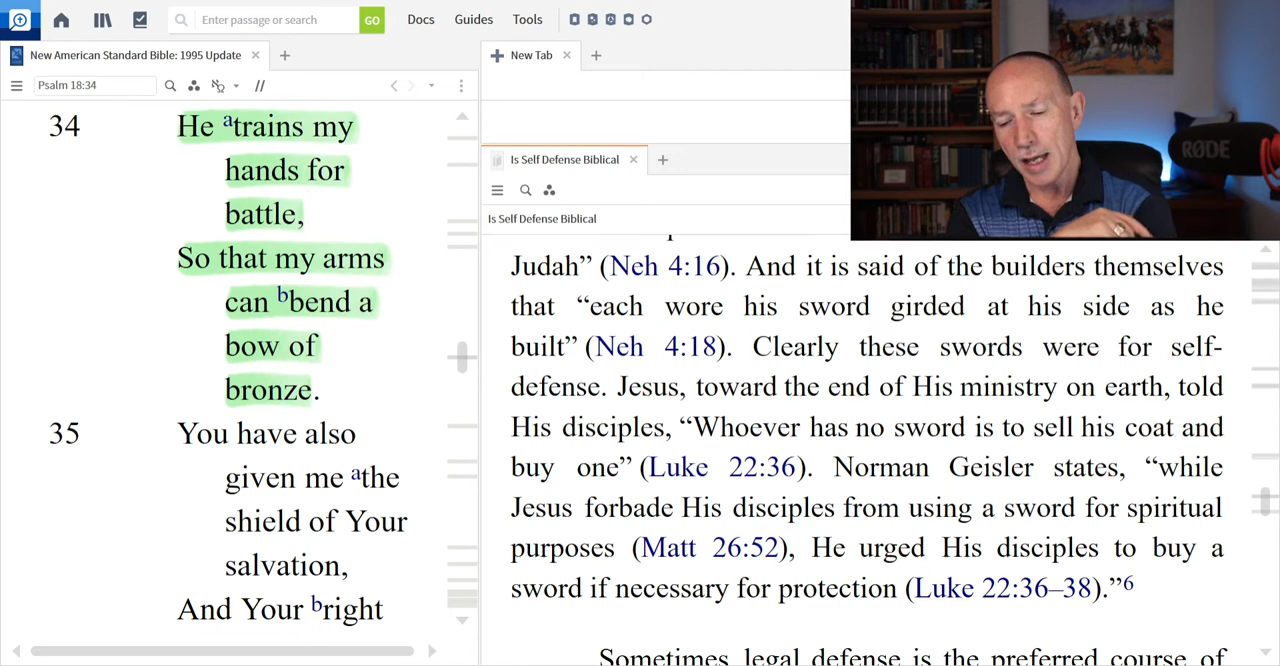 Enter passage or search
GO
Docs
Guides
Tools
New American Standard Bible: 1995 Update
New Tab
Psalm 18:34
34 He ᵃtrains my
hands for
battle,
So that my arms
can ᵇbend a
bow of
bronze.
35 You have also
given me ᵃthe
shield of Your
salvation,
And Your ᵇright
Is Self Defense Biblical
Is Self Defense Biblical
Judah” (Neh 4:16). And it is said of the builders themselves
that “each wore his sword girded at his side as he
built” (Neh 4:18). Clearly these swords were for self-
defense. Jesus, toward the end of His ministry on earth, told
His disciples, “Whoever has no sword is to sell his coat and
buy one” (Luke 22:36). Norman Geisler states, “while
Jesus forbade His disciples from using a sword for spiritual
purposes (Matt 26:52), He urged His disciples to buy a
sword if necessary for protection (Luke 22:36–38).”⁶
Sometimes legal defense is the preferred course of
RØDE